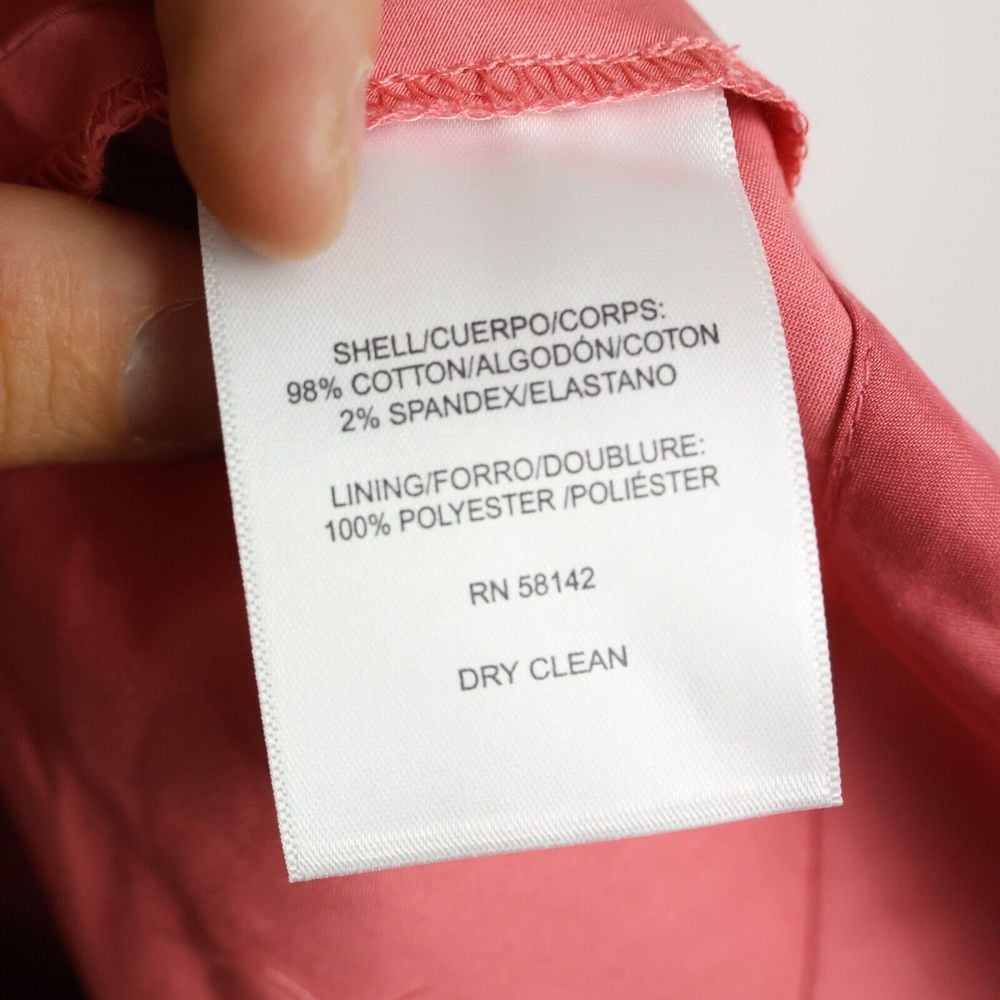 SHELL/CUERPO/CORPS:
98% COTTON/ALGODÓN/COTON
2% SPANDEX/ELASTANO
LINING/FORRO/DOUBLURE:
100% POLYESTER /POLIÉSTER
RN 58142
DRY CLEAN